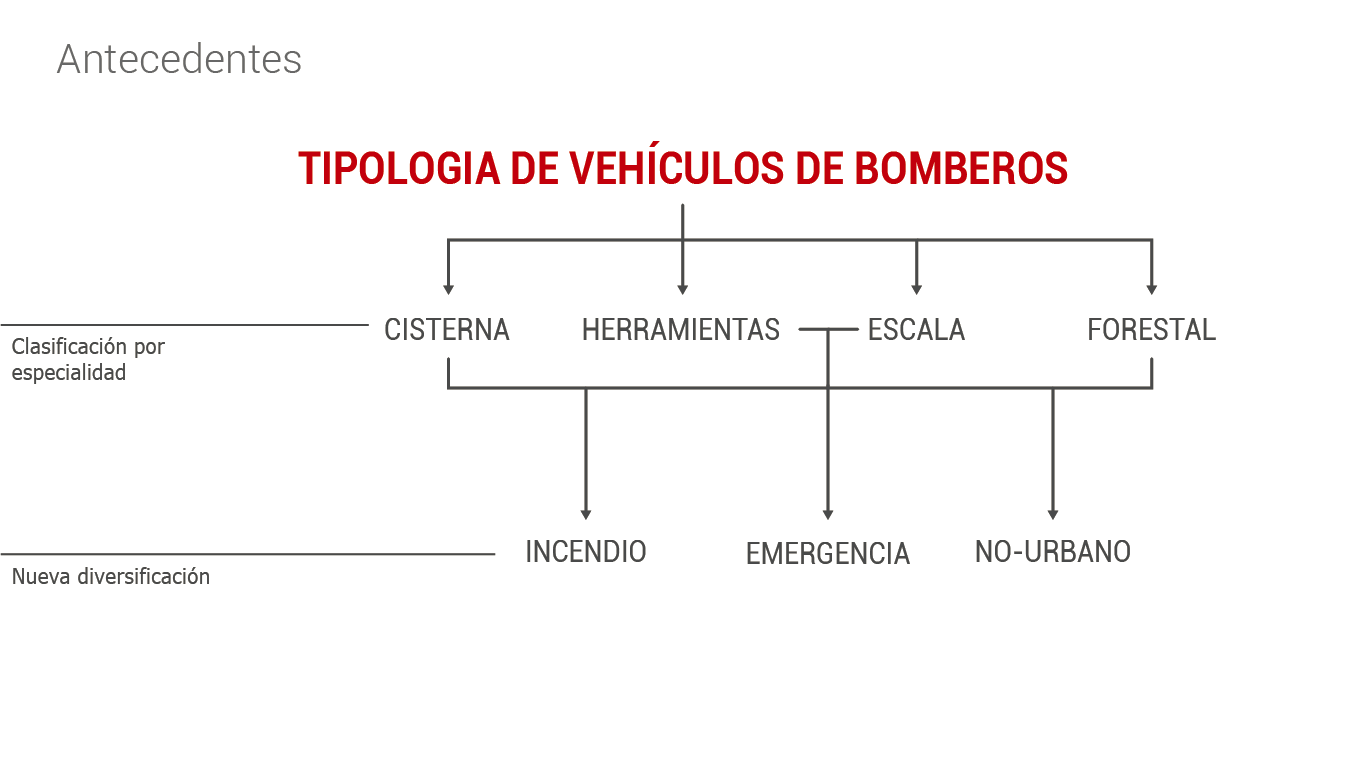 Antecedentes
TIPOLOGIA DE VEHÍCULOS DE BOMBEROS
CISTERNA
HERRAMIENTAS
ESCALA
FORESTAL
Clasificación por
especialidad
INCENDIO
EMERGENCIA
NO-URBANO
Nueva diversificación